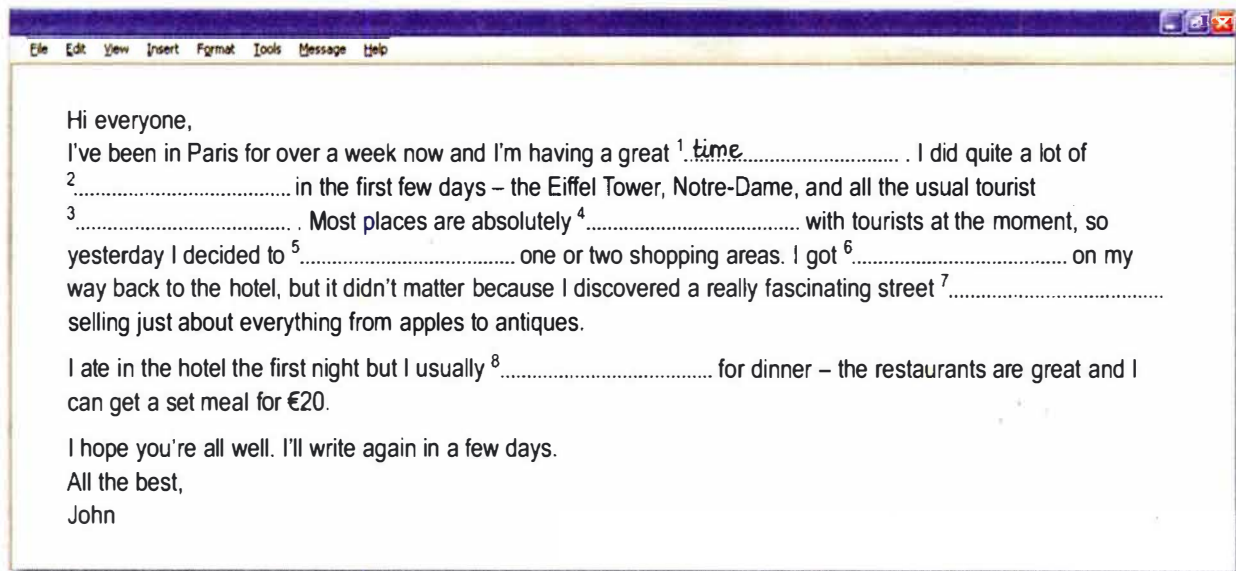 File Edit View Insert Format Tools Message Help
Hi everyone,
I've been in Paris for over a week now and I'm having a great 1 time .............................. . I did quite a lot of
2.................................... in the first few days – the Eiffel Tower, Notre-Dame, and all the usual tourist
3.................................... . Most places are absolutely 4.................................... with tourists at the moment, so
yesterday I decided to 5.................................... one or two shopping areas. I got 6.................................... on my
way back to the hotel, but it didn't matter because I discovered a really fascinating street 7....................................
selling just about everything from apples to antiques.
I ate in the hotel the first night but I usually 8.................................... for dinner – the restaurants are great and I
can get a set meal for €20.
I hope you're all well. I'll write again in a few days.
All the best,
John